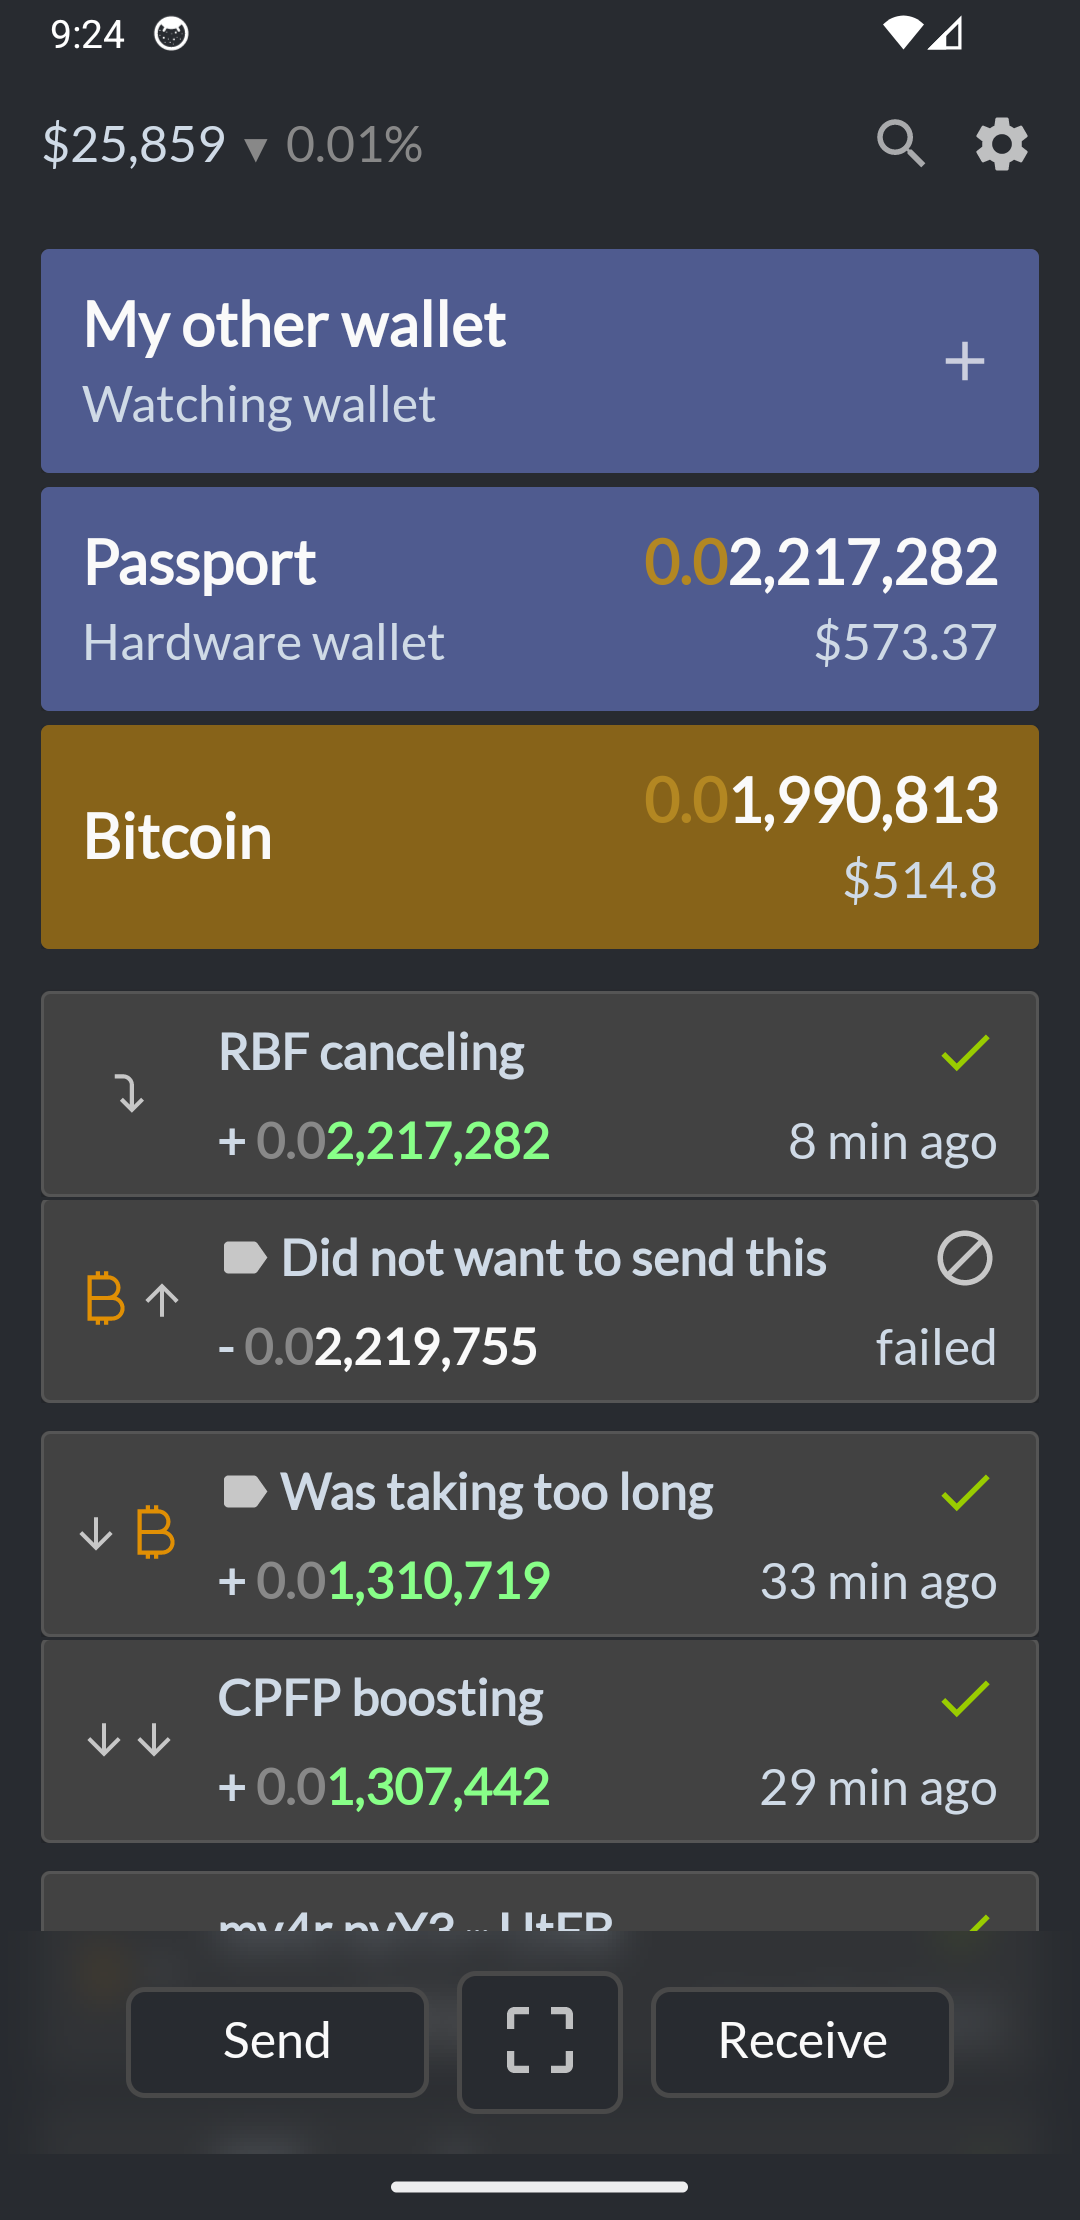 9:24
$25,859 ▼ 0.01%
My other wallet
Watching wallet
Passport
0.02,217,282
Hardware wallet
$573.37
0.01,990,813
Bitcoin
$514.8
RBF canceling
+ 0.02,217,282
8 min ago
Did not want to send this
- 0.02,219,755
failed
Was taking too long
+ 0.01,310,719
33 min ago
CPFP boosting
+ 0.01,307,442
29 min ago
Send
Receive